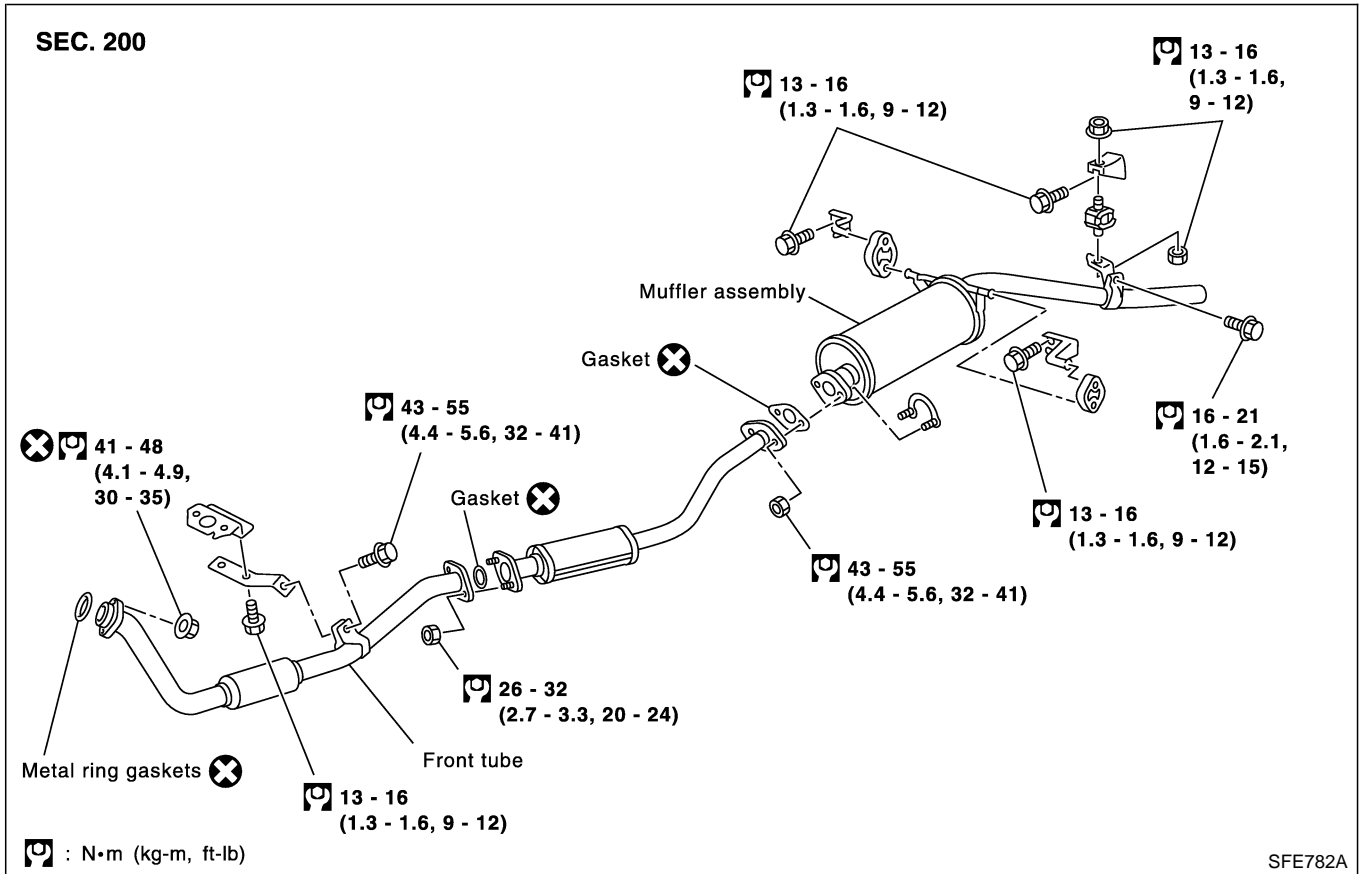 SEC. 200
13 - 16
(1.3 - 1.6,
9 - 12)
13 - 16
(1.3 - 1.6, 9 - 12)
Muffler assembly
Gasket
43 - 55
(4.4 - 5.6, 32 - 41)
16 - 21
(1.6 - 2.1,
12 - 15)
41 - 48
(4.1 - 4.9,
30 - 35)
Gasket
13 - 16
(1.3 - 1.6, 9 - 12)
43 - 55
(4.4 - 5.6, 32 - 41)
26 - 32
(2.7 - 3.3, 20 - 24)
Front tube
Metal ring gaskets
13 - 16
(1.3 - 1.6, 9 - 12)
: N•m (kg-m, ft-lb)
SFE782A